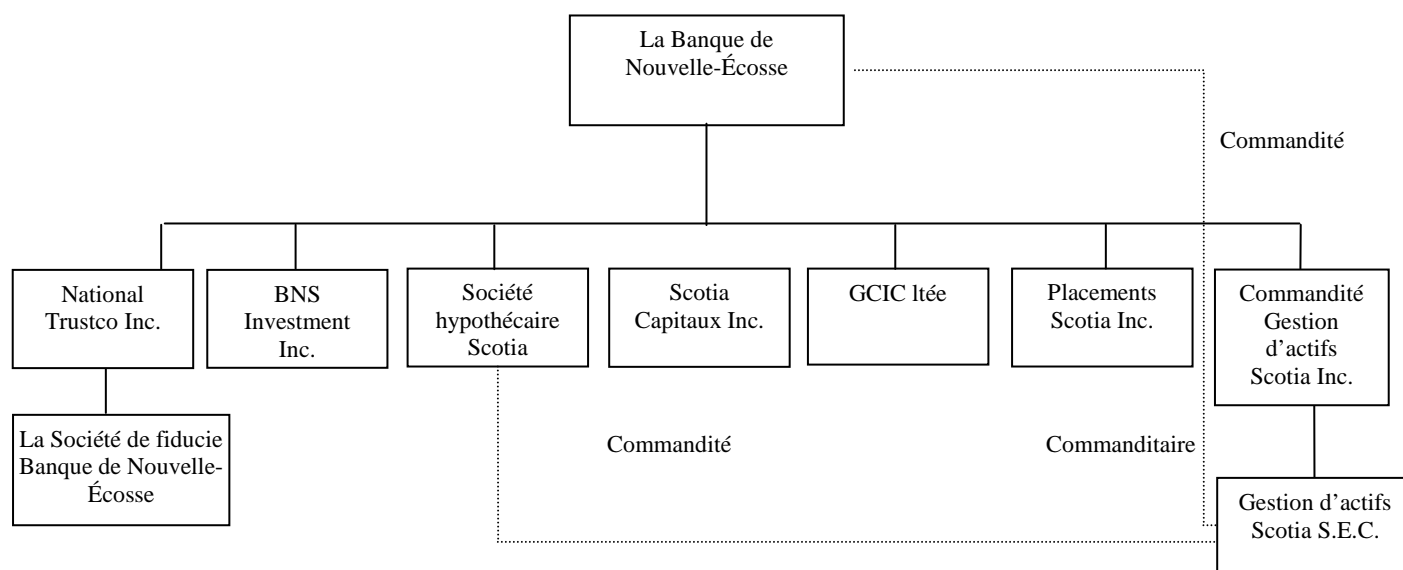 La Banque de
Nouvelle-Écosse
Commandité
National
Trustco Inc.
BNS
Investment
Inc.
Société
hypothécaire
Scotia
Scotia
Capitaux Inc.
GCIC ltée
Placements
Scotia Inc.
Commandité
Gestion
d’actifs
Scotia Inc.
La Société de fiducie
Banque de Nouvelle-
Écosse
Commandité
Commanditaire
Gestion d’actifs
Scotia S.E.C.